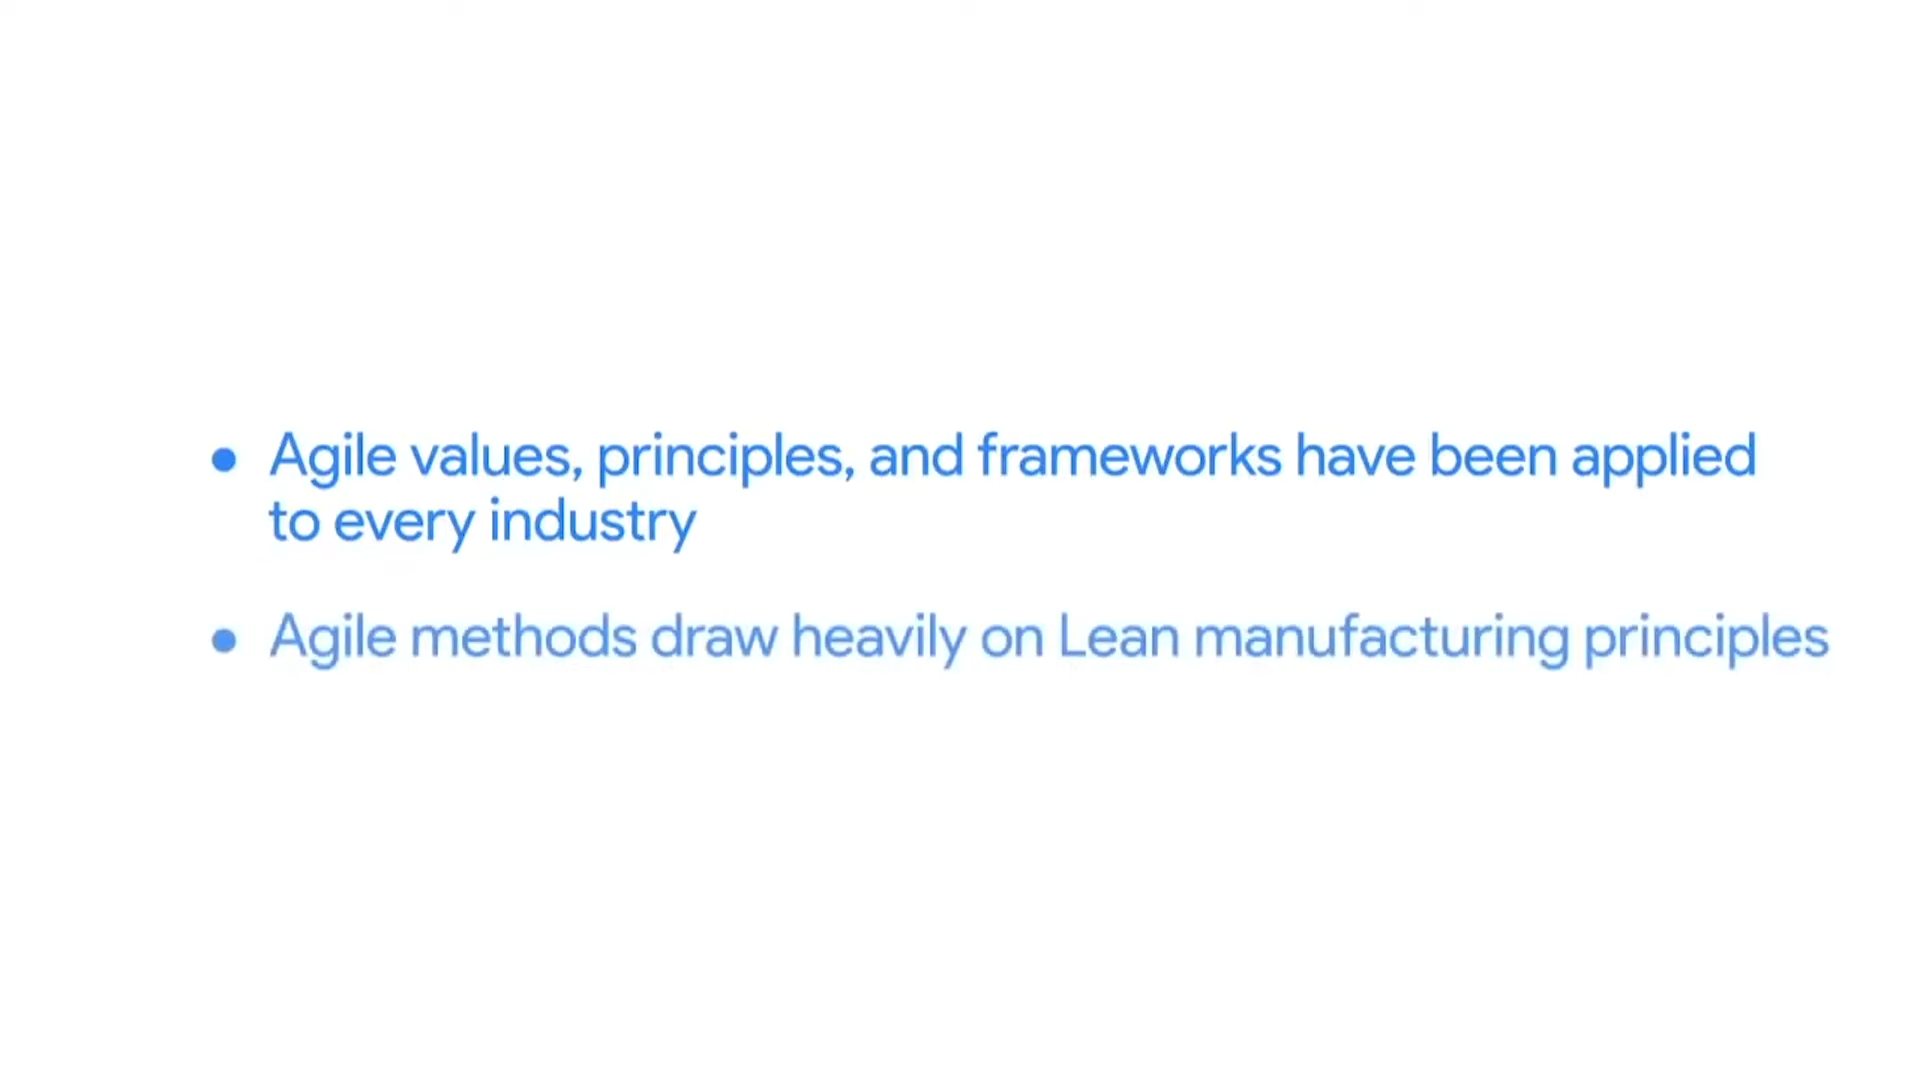 ● Agile values, principles, and frameworks have been applied
to every industry
● Agile methods draw heavily on Lean manufacturing principles